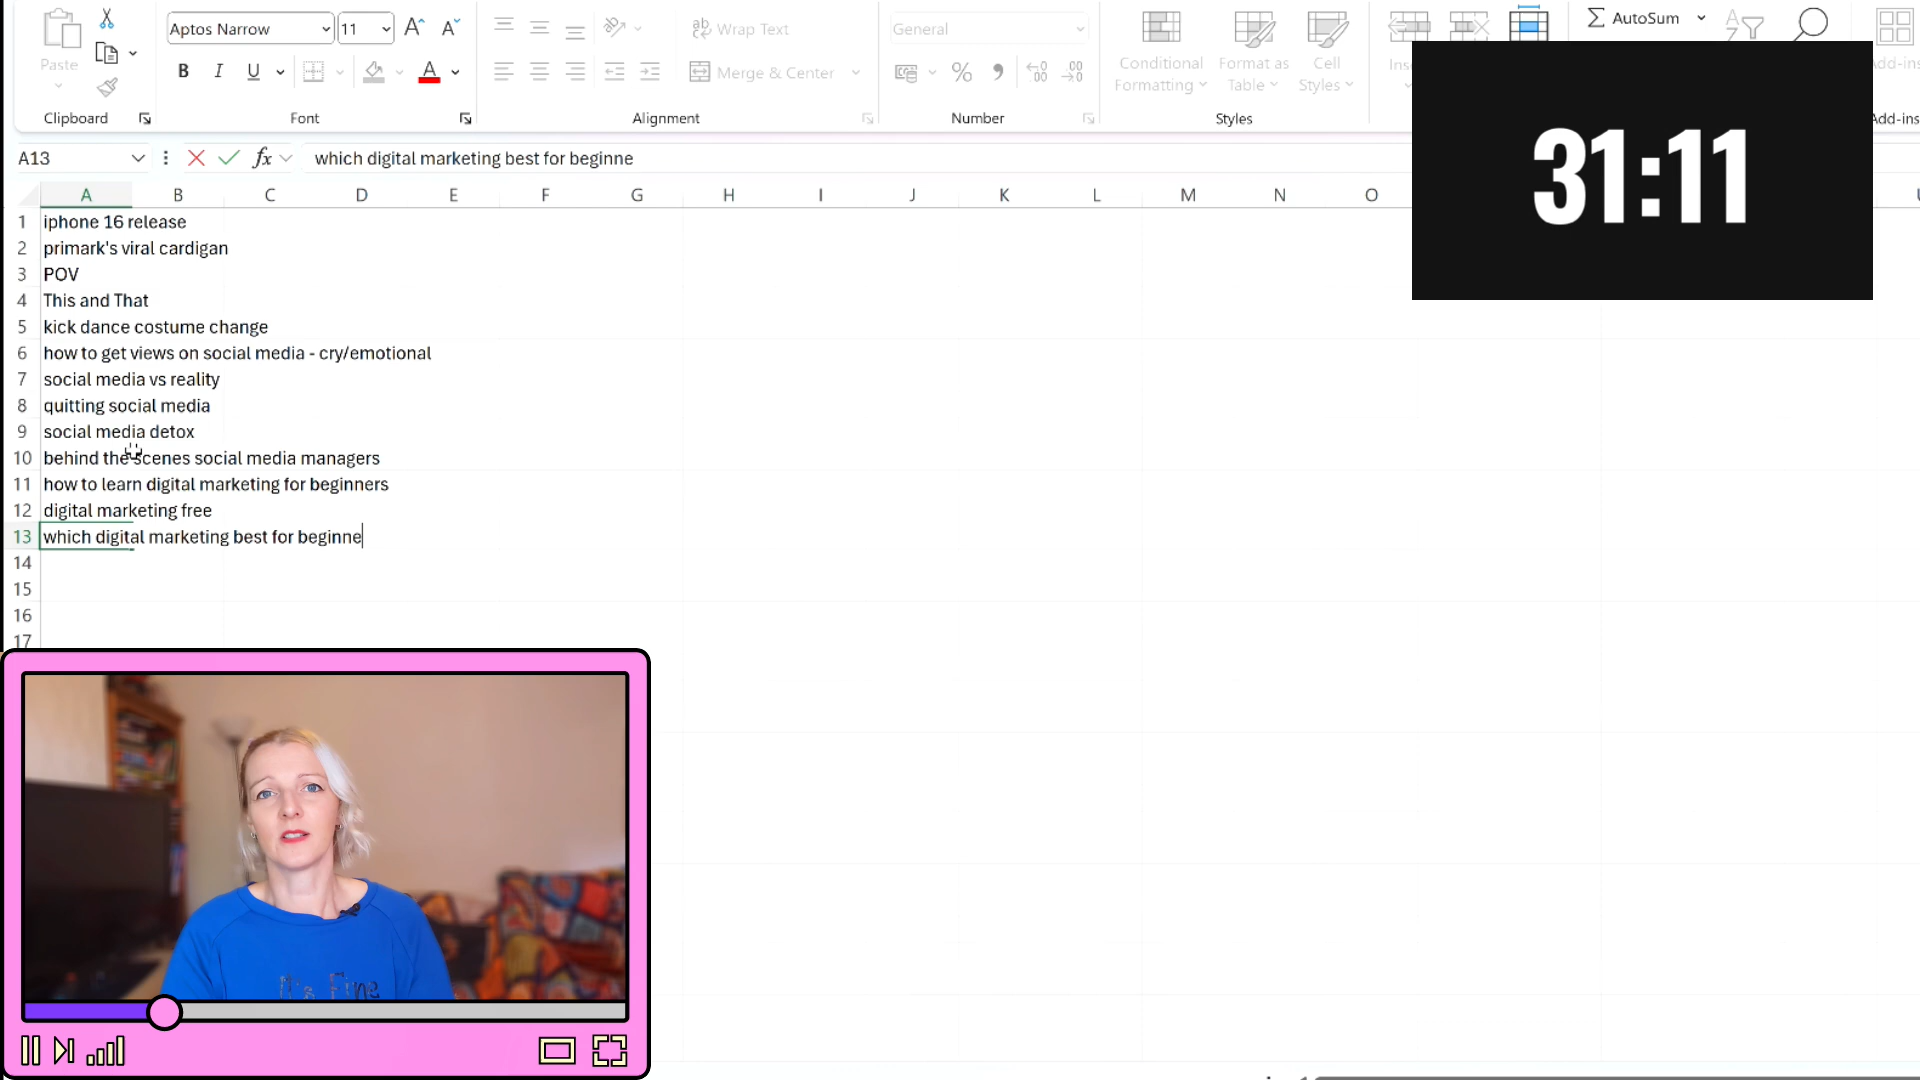 Aptos Narrow 11 Wrap Text General AutoSum
Paste B I U A Merge & Center % Conditional Formatting Format as Table Cell Styles
Clipboard Font Alignment Number Styles
31:11
A13 fx which digital marketing best for beginne
A B C D E F G H I J K L M N O
1 iphone 16 release
2 primark's viral cardigan
3 POV
4 This and That
5 kick dance costume change
6 how to get views on social media - cry/emotional
7 social media vs reality
8 quitting social media
9 social media detox
10 behind the scenes social media managers
11 how to learn digital marketing for beginners
12 digital marketing free
13 which digital marketing best for beginne
14
15
16
17
It's Fine